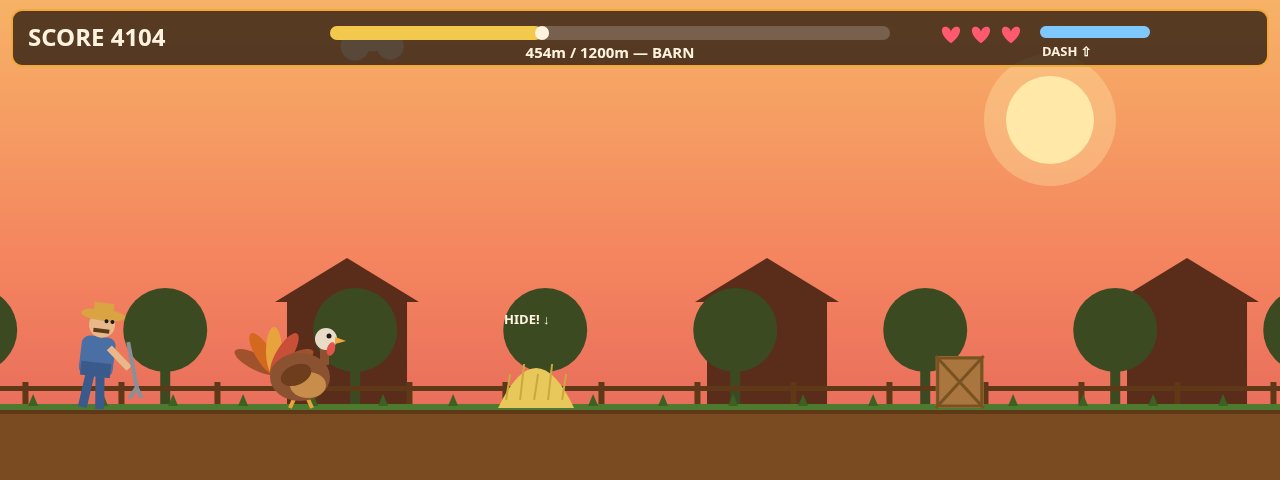 SCORE 4104
454m / 1200m — BARN
DASH ⇧
HIDE! ↓